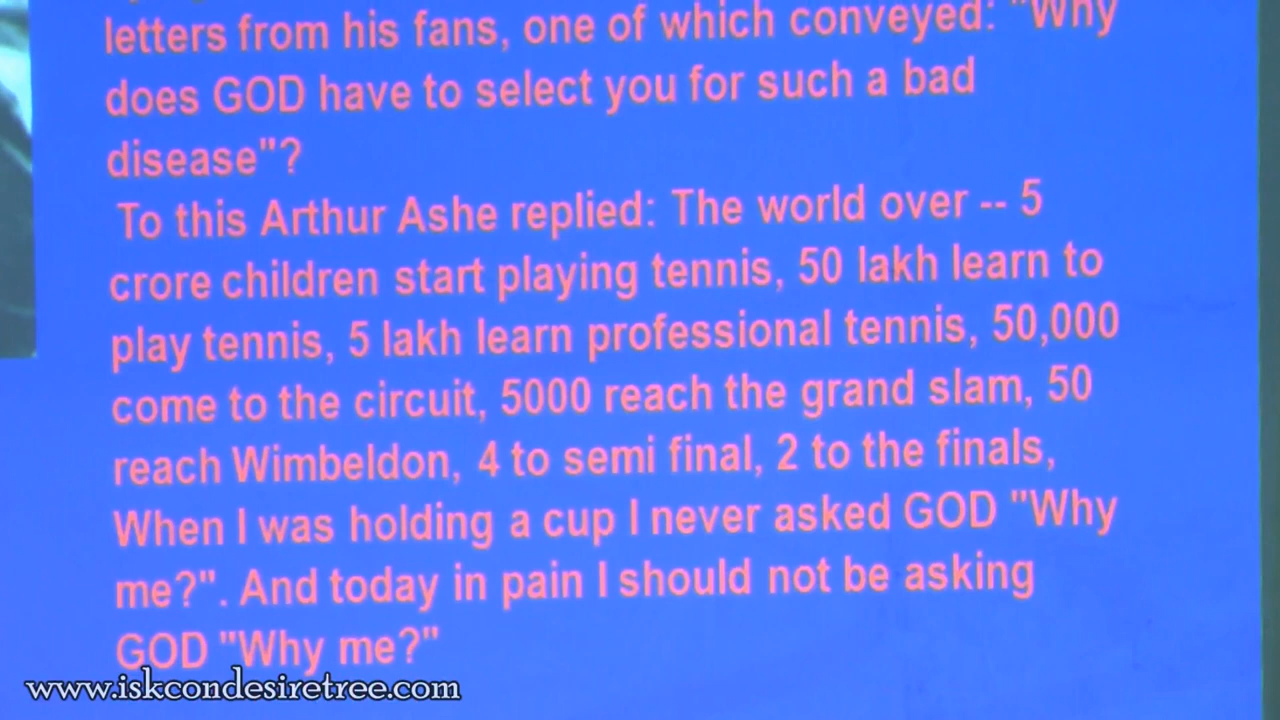 letters from his fans, one of which conveyed: "Why
does GOD have to select you for such a bad
disease"?
To this Arthur Ashe replied: The world over -- 5
crore children start playing tennis, 50 lakh learn to
play tennis, 5 lakh learn professional tennis, 50,000
come to the circuit, 5000 reach the grand slam, 50
reach Wimbeldon, 4 to semi final, 2 to the finals,
When I was holding a cup I never asked GOD "Why
me?". And today in pain I should not be asking
GOD "Why me?"
www.iskcondesiretree.com